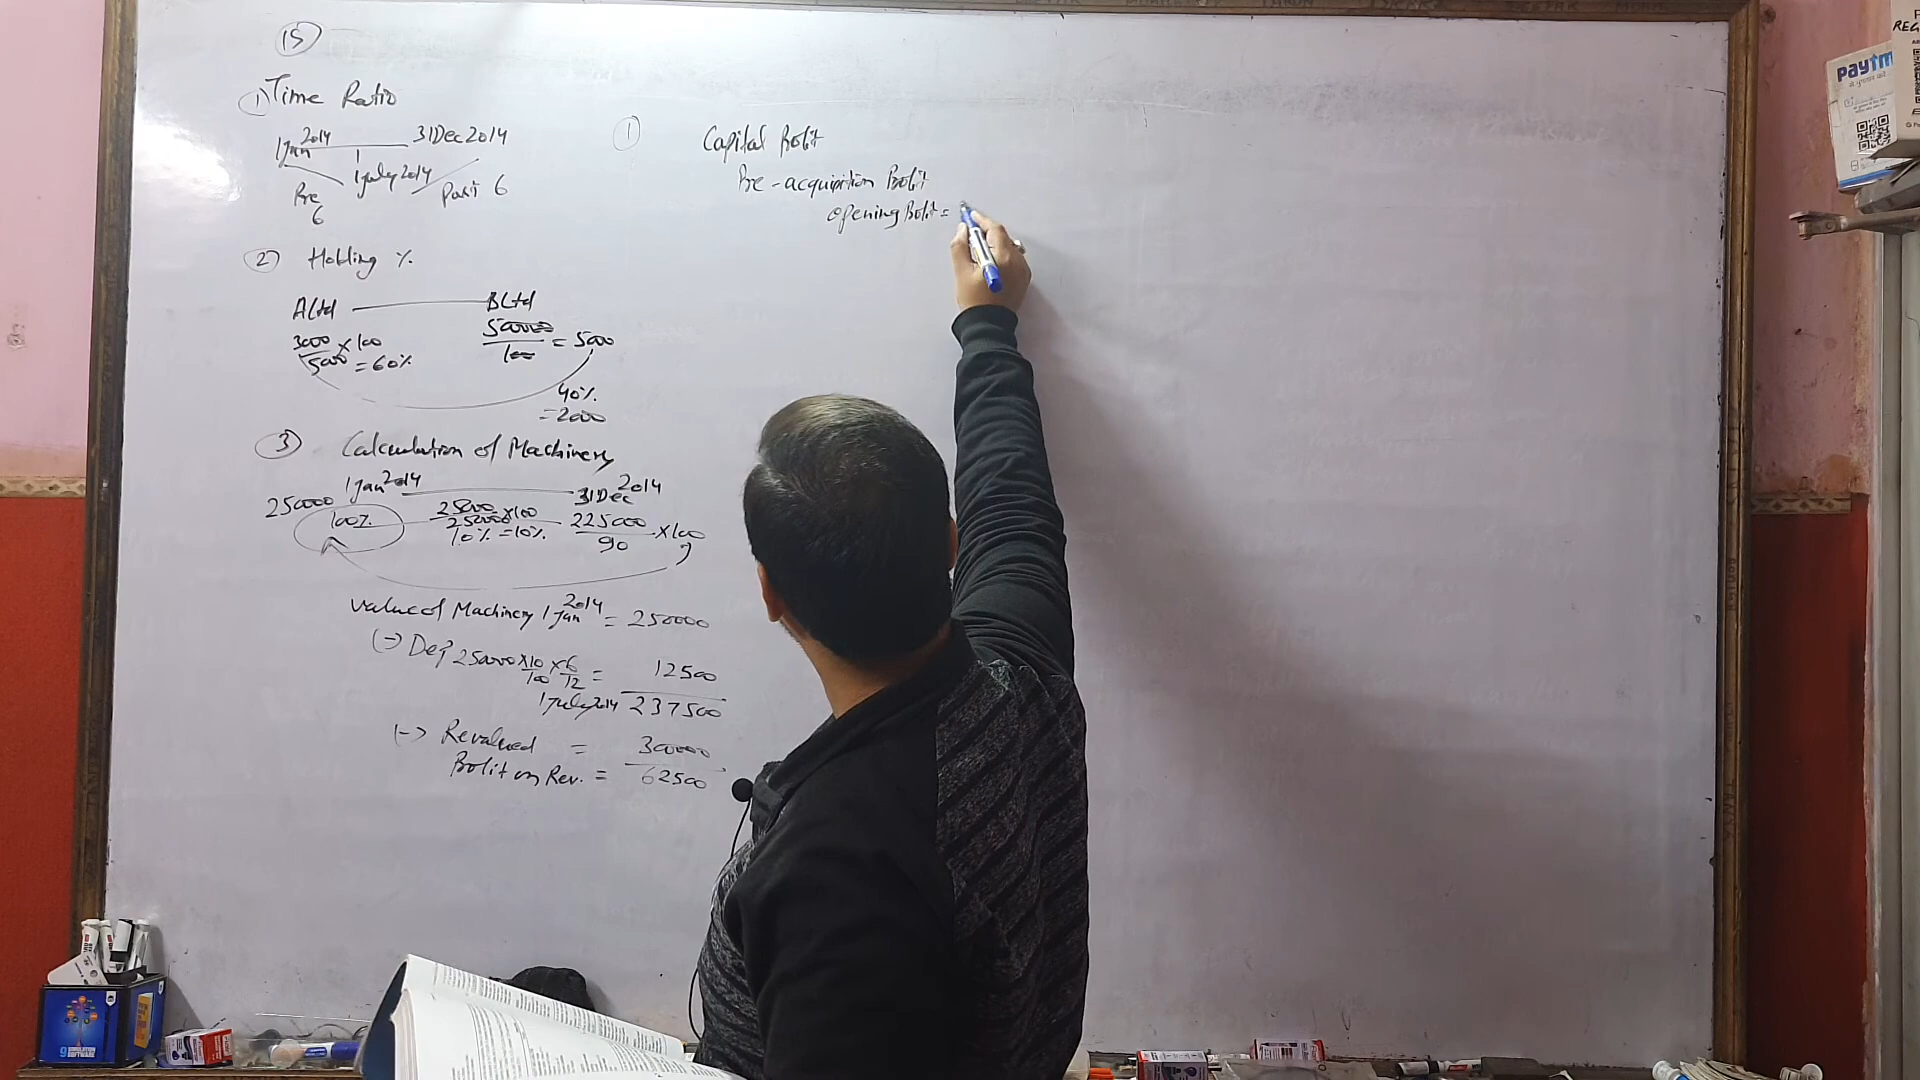 15
1) Time Ratio
1 Jan 2014 31 Dec 2014
1 July 2014
Pre 6
Post 6
2) Holding %
A Ltd B Ltd
3000/5000 × 100 = 60%
500000/100 = 5000
40%
= 2000
3) Calculation of Machinery
1 Jan 2014 31 Dec 2014
250000
100%
25000/250000 × 100
10% = 10%
225000/90 × 100
Value of Machinery 1 Jan 2014 = 250000
(-) Dep 250000 × 10/100 × 6/12 = 12500
1 July 2014 237500
(-) Revalued = 300000
Profit on Rev. = 62500
1) Capital Profit
Pre-acquisition Profit
Opening Profit =
Paytm